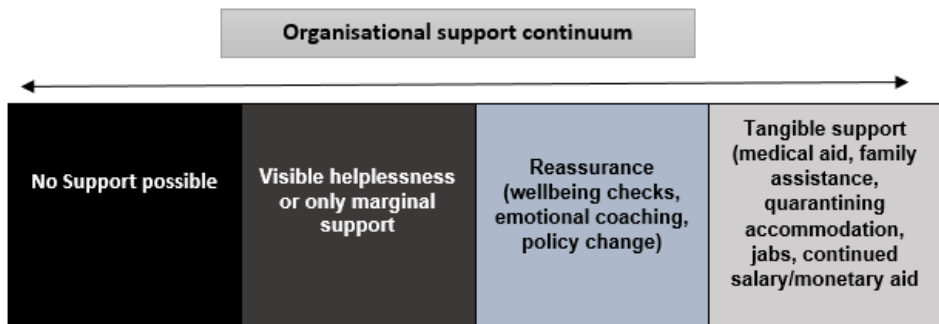 Organisational support continuum
No Support possible
Visible helplessness
or only marginal
support
Reassurance
(wellbeing checks,
emotional coaching,
policy change)
Tangible support
(medical aid, family
assistance,
quarantining
accommodation,
jabs, continued
salary/monetary aid